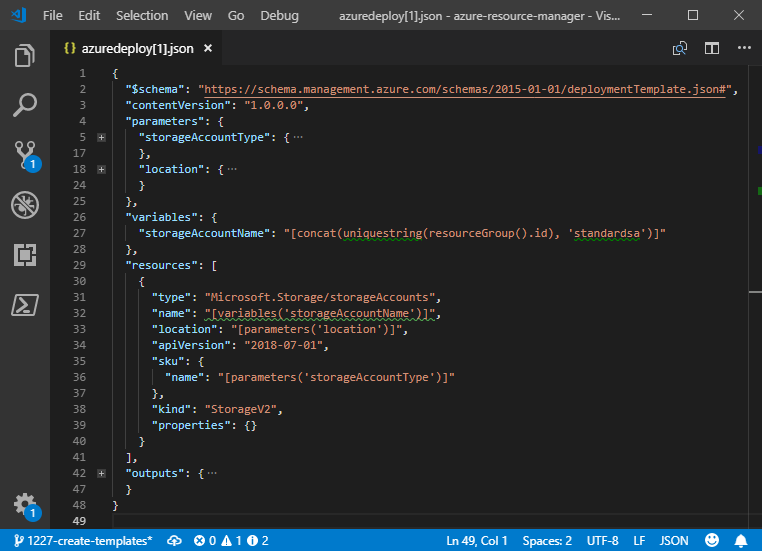 File Edit Selection View Go Debug azuredeploy[1].json - azure-resource-manager - Vis...
{} azuredeploy[1].json
1 {
2 "$schema": "https://schema.management.azure.com/schemas/2015-01-01/deploymentTemplate.json#",
3 "contentVersion": "1.0.0.0",
4 "parameters": {
5 "storageAccountType": {...
17 },
18 "location": {...
24 }
25 },
26 "variables": {
27 "storageAccountName": "[concat(uniquestring(resourceGroup().id), 'standardsa')]"
28 },
29 "resources": [
30 {
31 "type": "Microsoft.Storage/storageAccounts",
32 "name": "[variables('storageAccountName')]",
33 "location": "[parameters('location')]",
34 "apiVersion": "2018-07-01",
35 "sku": {
36 "name": "[parameters('storageAccountType')]"
37 },
38 "kind": "StorageV2",
39 "properties": {}
40 }
41 ],
42 "outputs": {...
47 }
48 }
49
1
1
1227-create-templates* 0 1 2 Ln 49, Col 1 Spaces: 2 UTF-8 LF JSON